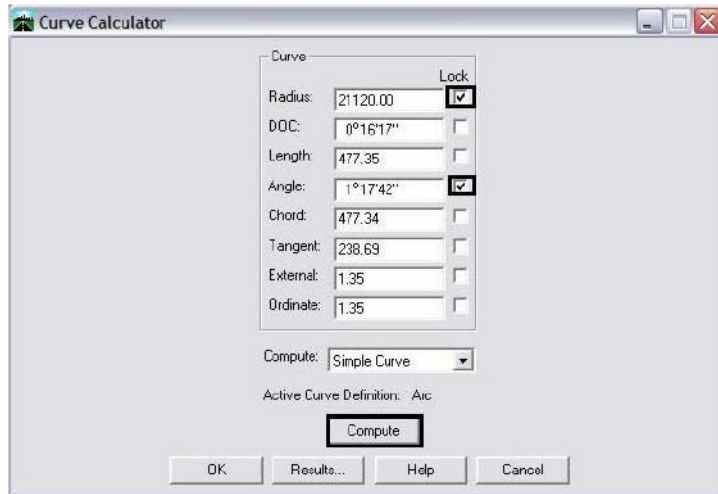 Curve Calculator
Curve
Lock
Radius: 21120.00
DOC: 0°16'17"
Length: 477.35
Angle: 1°17'42"
Chord: 477.34
Tangent: 238.69
External: 1.35
Ordinate: 1.35
Compute: Simple Curve
Active Curve Definition: Arc
Compute
OK Results... Help Cancel